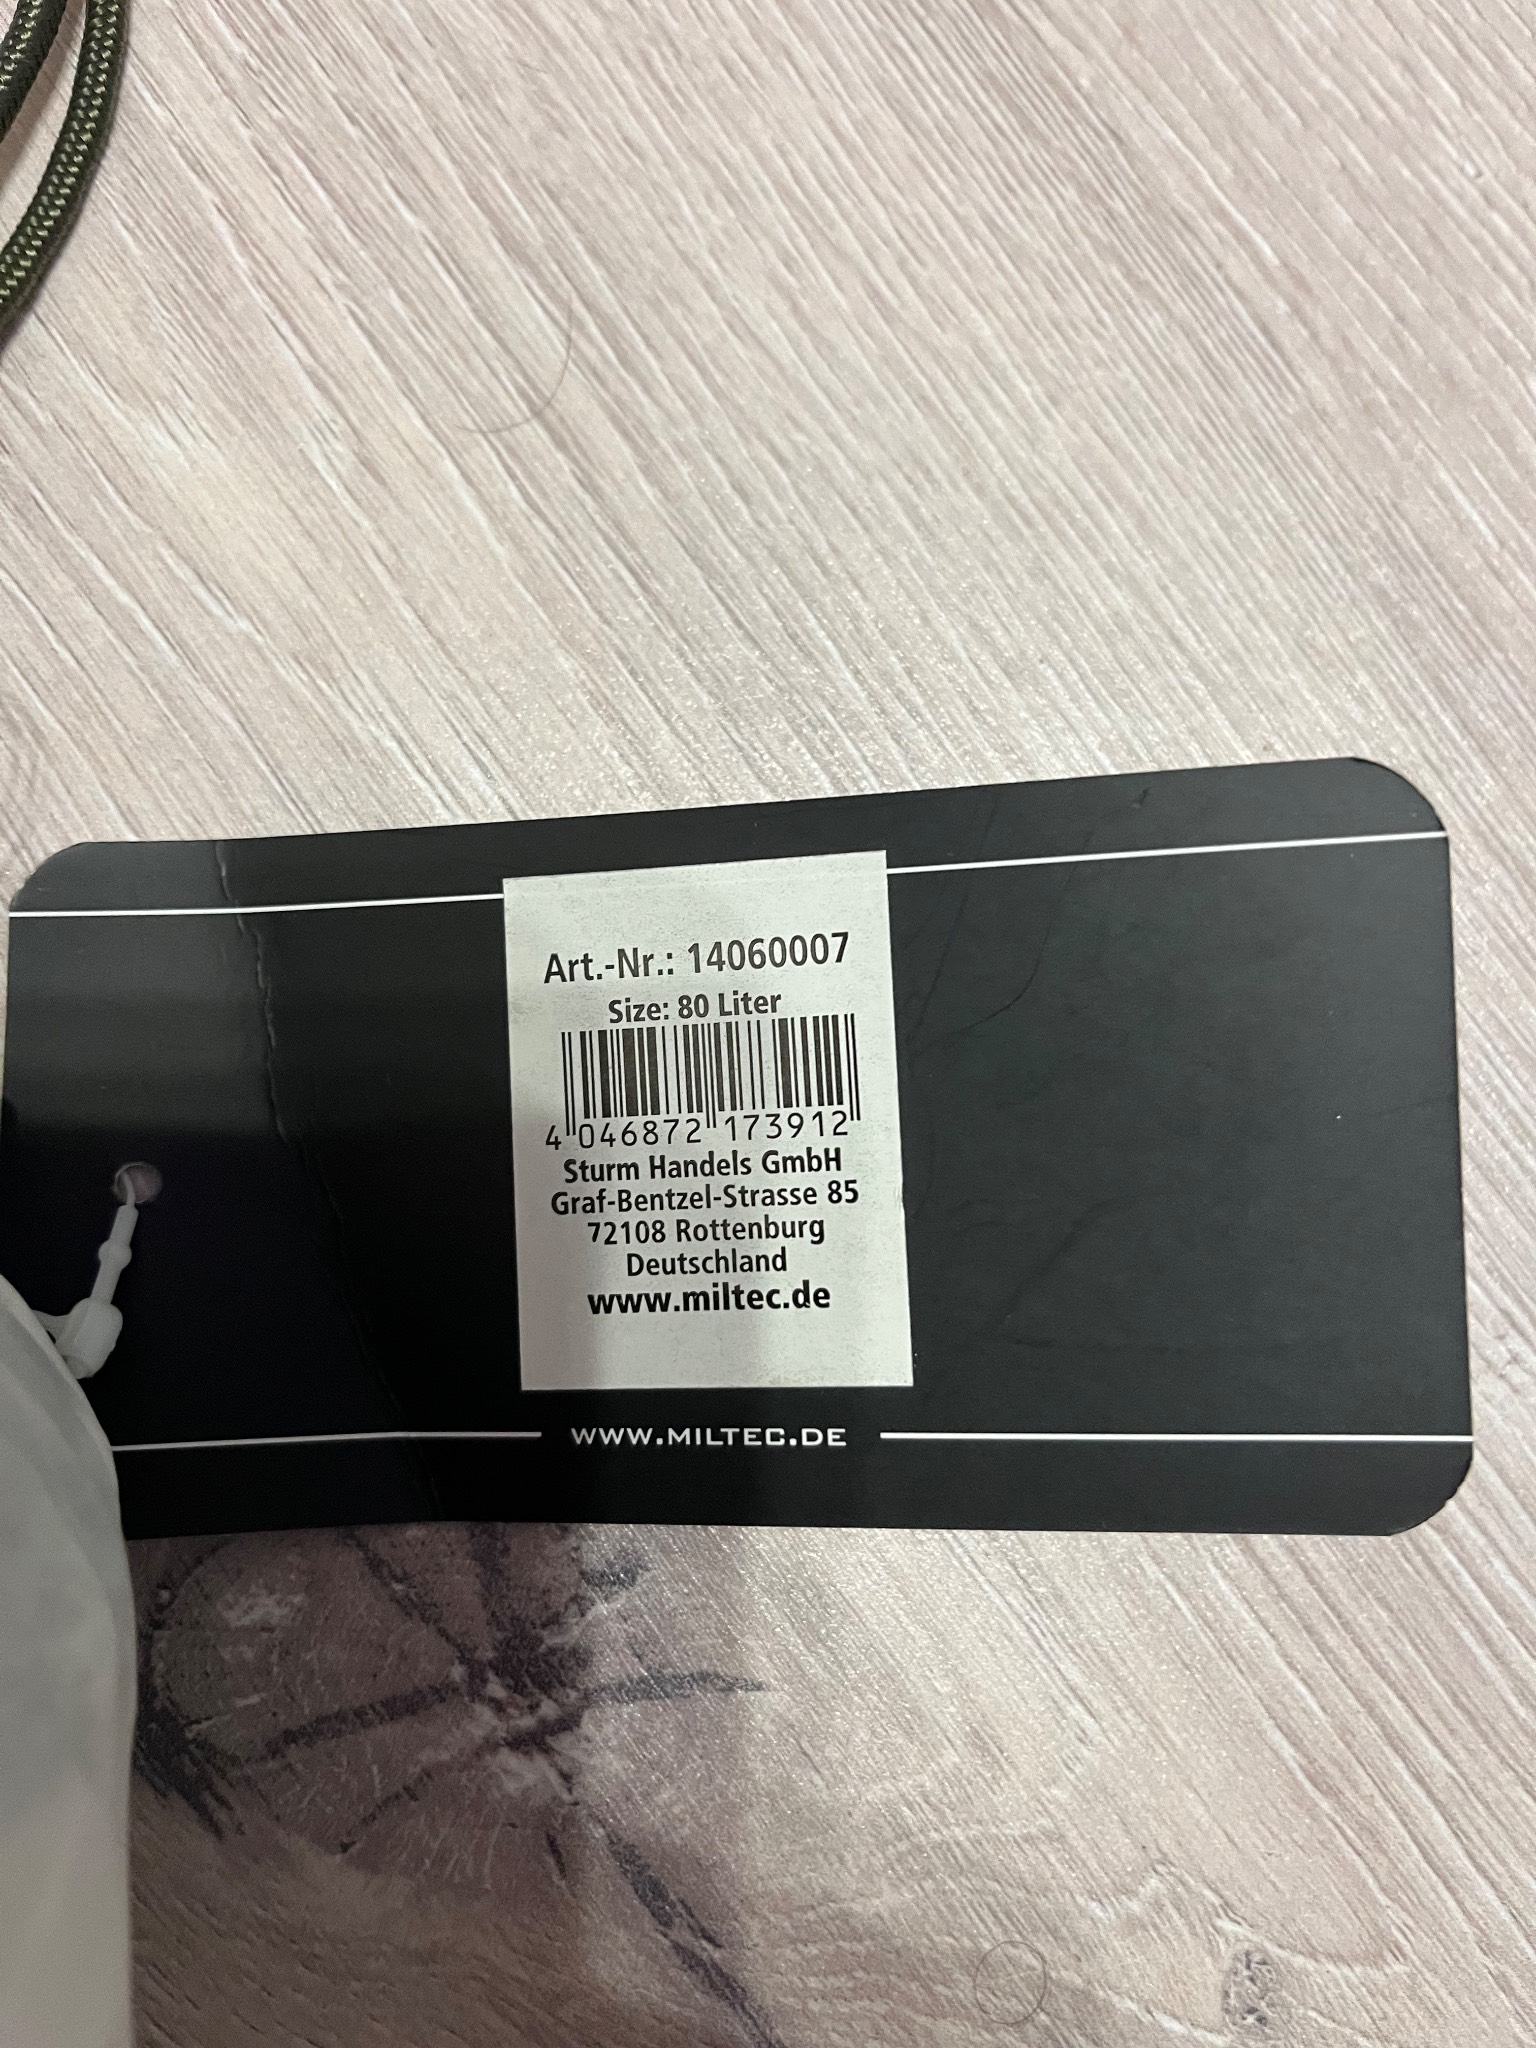 Art.-Nr.: 14060007
Size: 80 Liter
4 046872 173912
Sturm Handels GmbH
Graf-Bentzel-Strasse 85
72108 Rottenburg
Deutschland
www.miltec.de
WWW.MILTEC.DE